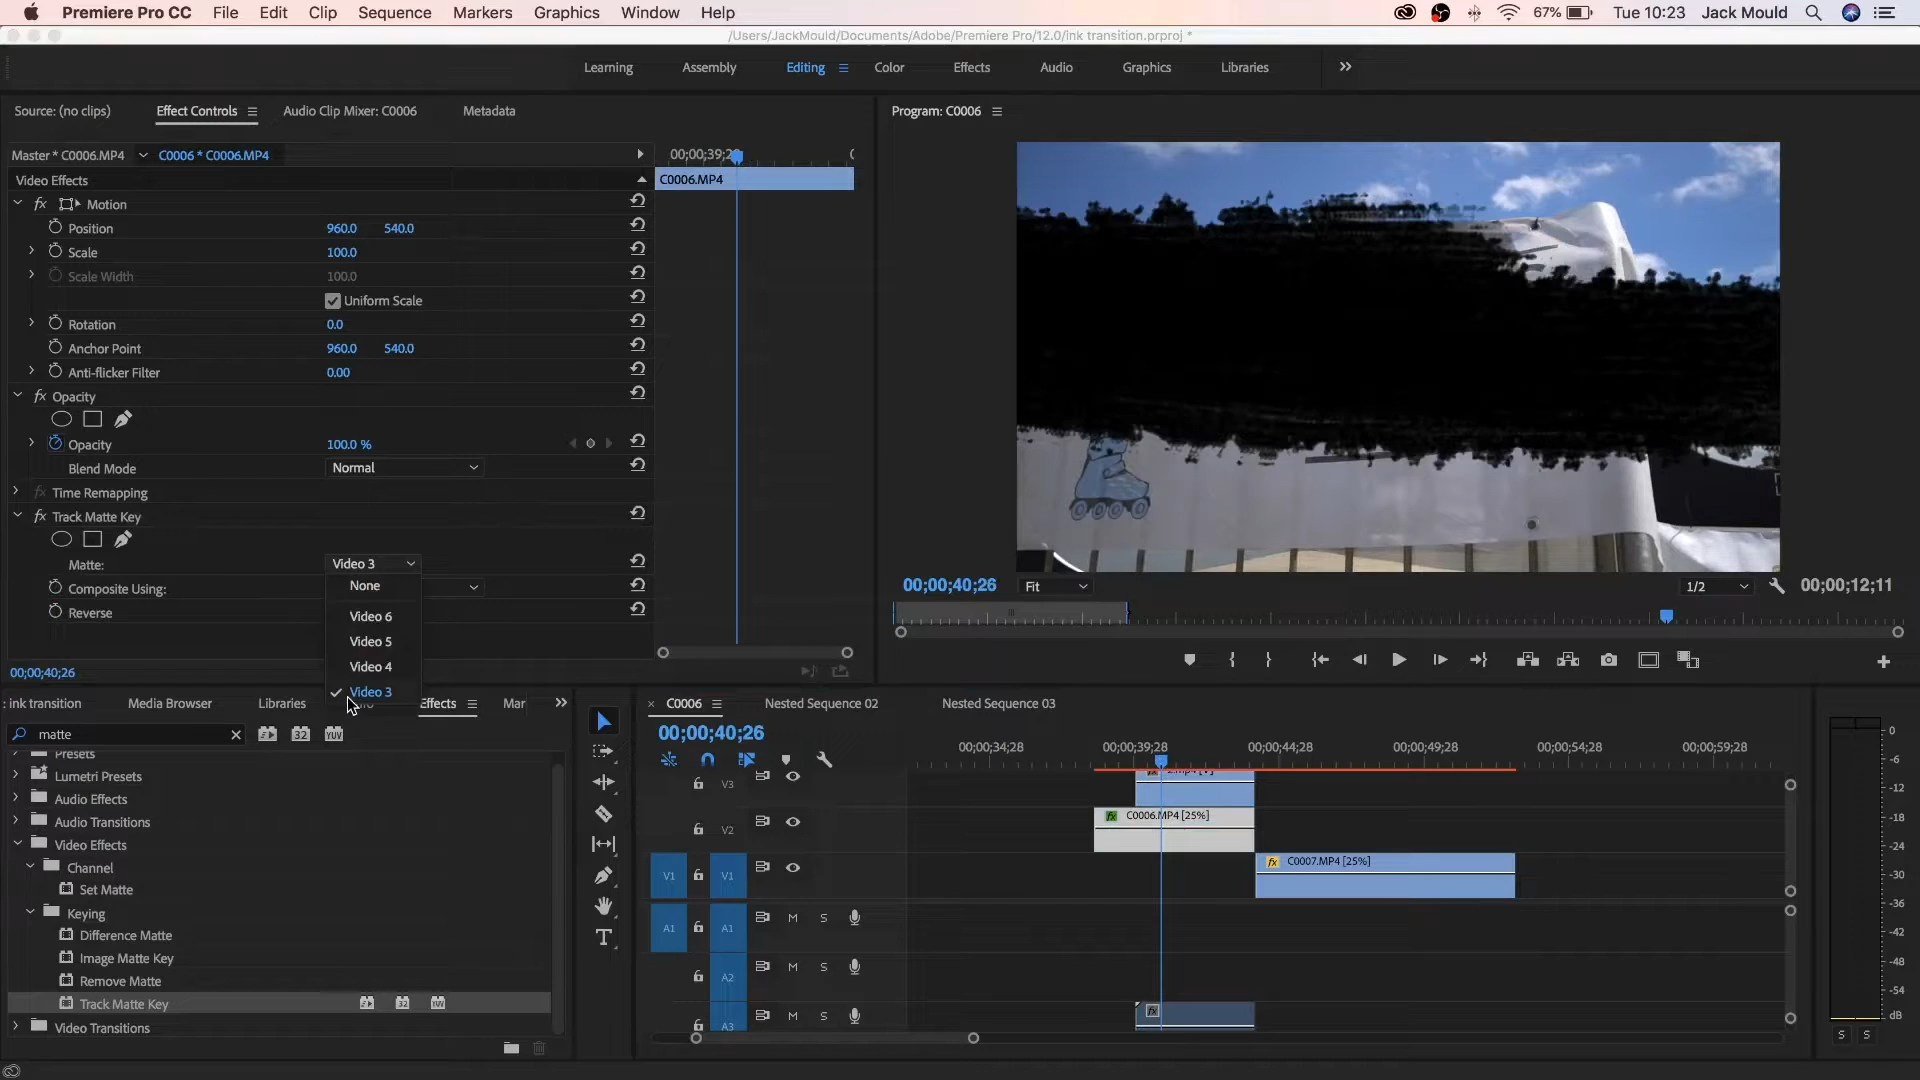 Premiere Pro CC File Edit Clip Sequence Markers Graphics Window Help 67% Tue 10:23 Jack Mould
/Users/JackMould/Documents/Adobe/Premiere Pro/12.0/ink transition.prproj *
Learning Assembly Editing Color Effects Audio Graphics Libraries
Source: (no clips) Effect Controls Audio Clip Mixer: C0006 Metadata
Program: C0006
Master * C0006.MP4 C0006 * C0006.MP4
Video Effects
fx Motion
Position 960.0 540.0
Scale 100.0
Scale Width 100.0
Uniform Scale
Rotation 0.0
Anchor Point 960.0 540.0
Anti-flicker Filter 0.00
fx Opacity
Opacity 100.0 %
Blend Mode Normal
fx Time Remapping
fx Track Matte Key
Matte: Video 3
Composite Using:
Reverse
None
Video 6
Video 5
Video 4
Video 3
00;00;40;26
C0006.MP4
00;00;40;26 Fit 1/2 00;00;12;11
: ink transition Media Browser Libraries Effects
matte
32 YUV
Presets
Lumetri Presets
Audio Effects
Audio Transitions
Video Effects
Channel
Set Matte
Keying
Difference Matte
Image Matte Key
Remove Matte
Track Matte Key
Video Transitions
× C0006 Nested Sequence 02 Nested Sequence 03
00;00;40;26
00;00;34;28 00;00;39;28 00;00;44;28 00;00;49;28 00;00;54;28 00;00;59;28
V3
V2 fx C0006.MP4 [25%]
V1 V1 fx C0007.MP4 [25%]
A1 A1 M S
A2 M S
A3 M S fx
0
-6
-12
-18
-24
-30
-36
-42
-48
-54
dB
S S